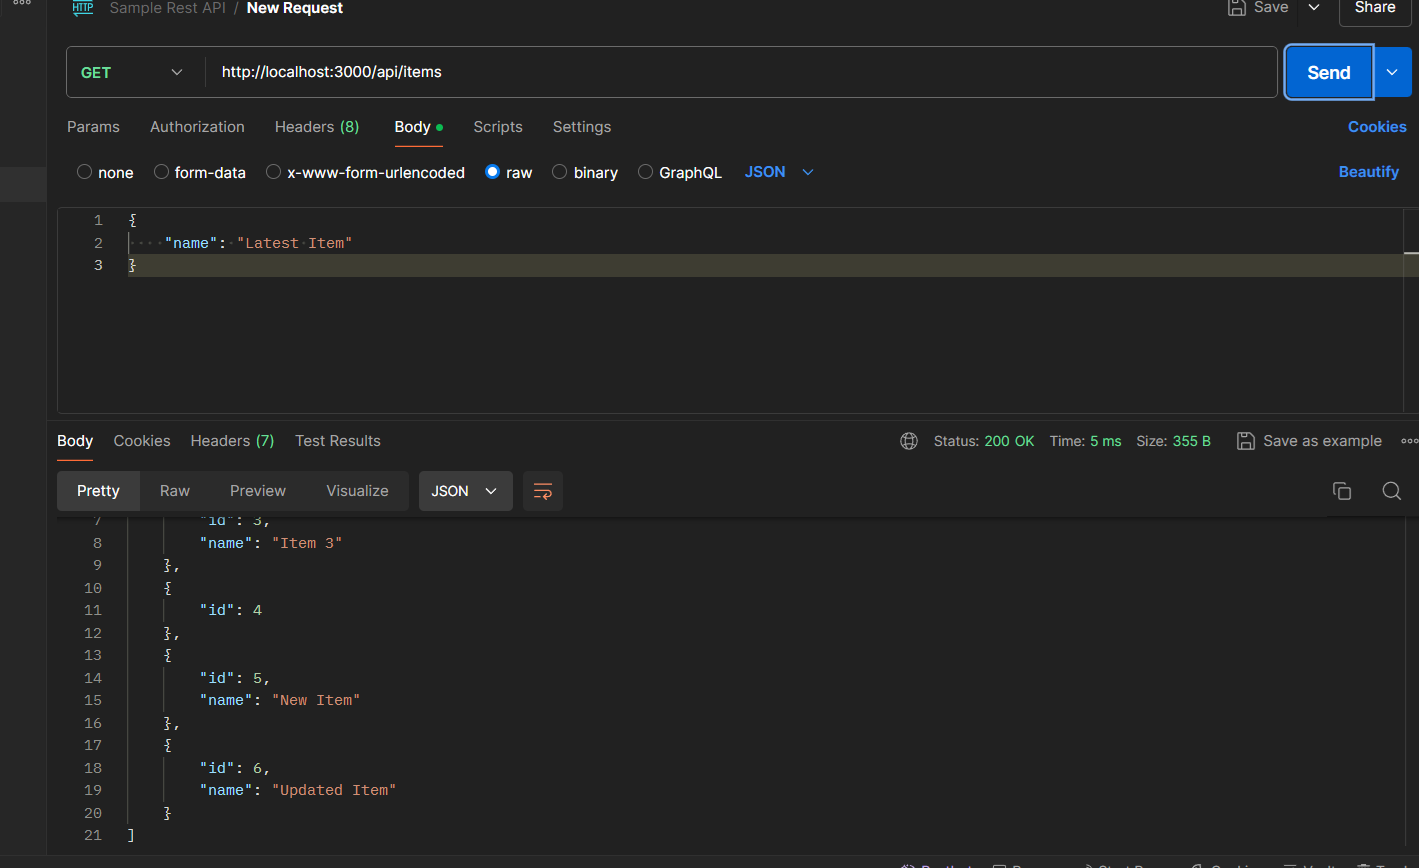 HTTP Sample Rest API / New Request Save Share
GET http://localhost:3000/api/items Send
Params Authorization Headers (8) Body Scripts Settings Cookies
none form-data x-www-form-urlencoded raw binary GraphQL JSON Beautify
1 {
2 "name": "Latest Item"
3 }
Body Cookies Headers (7) Test Results Status: 200 OK Time: 5 ms Size: 355 B Save as example
Pretty Raw Preview Visualize JSON
7 "id": 3,
8 "name": "Item 3"
9 },
10 {
11 "id": 4
12 },
13 {
14 "id": 5,
15 "name": "New Item"
16 },
17 {
18 "id": 6,
19 "name": "Updated Item"
20 }
21 ]